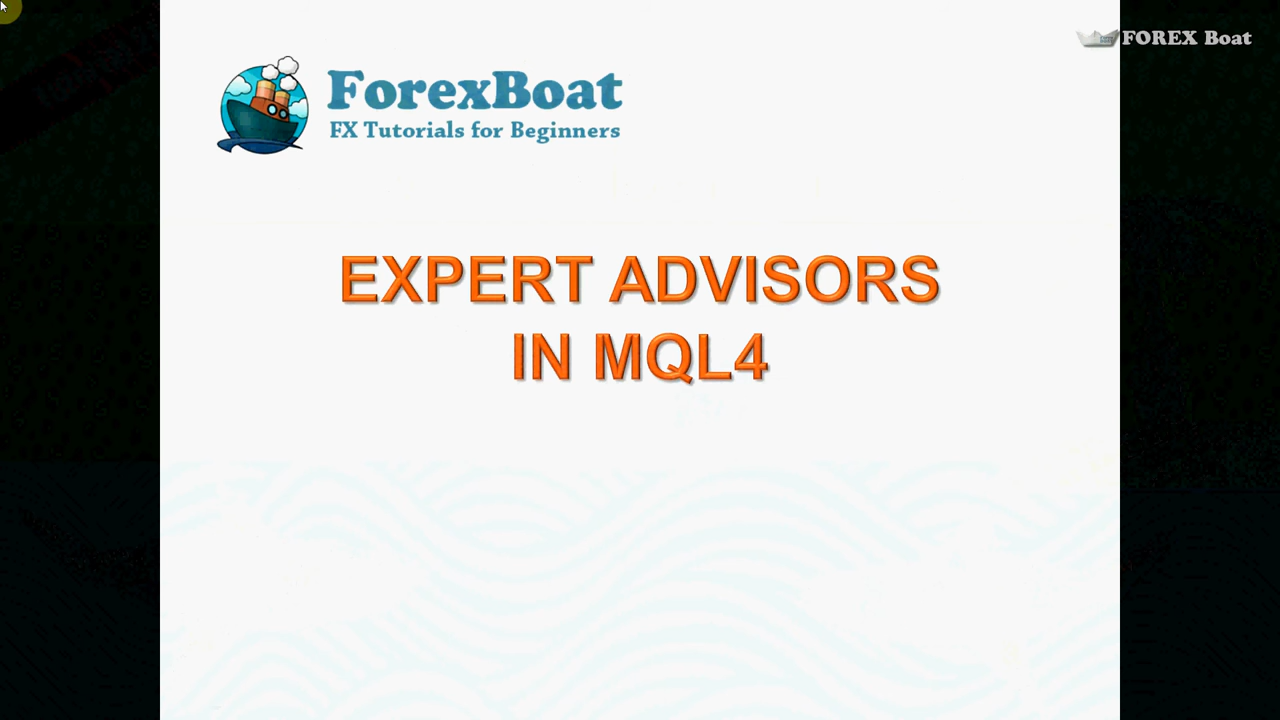 FOREX Boat
ForexBoat
FX Tutorials for Beginners
EXPERT ADVISORS
IN MQL4